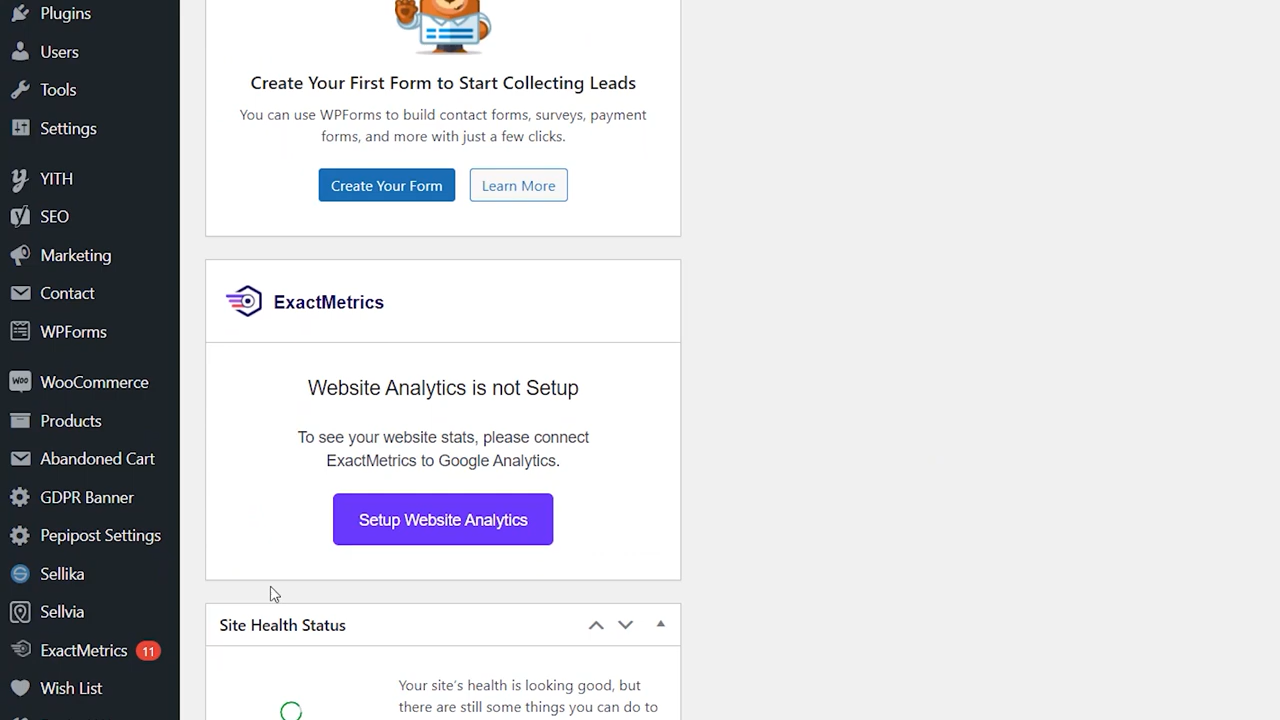 Plugins
Users
Tools
Settings
YITH
SEO
Marketing
Contact
WPForms
WOO WooCommerce
Products
Abandoned Cart
GDPR Banner
Pepipost Settings
Sellika
Sellvia
ExactMetrics 11
Wish List
Create Your First Form to Start Collecting Leads
You can use WPForms to build contact forms, surveys, payment
forms, and more with just a few clicks.
Create Your Form
Learn More
ExactMetrics
Website Analytics is not Setup
To see your website stats, please connect
ExactMetrics to Google Analytics.
Setup Website Analytics
Site Health Status
Your site's health is looking good, but
there are still some things you can do to